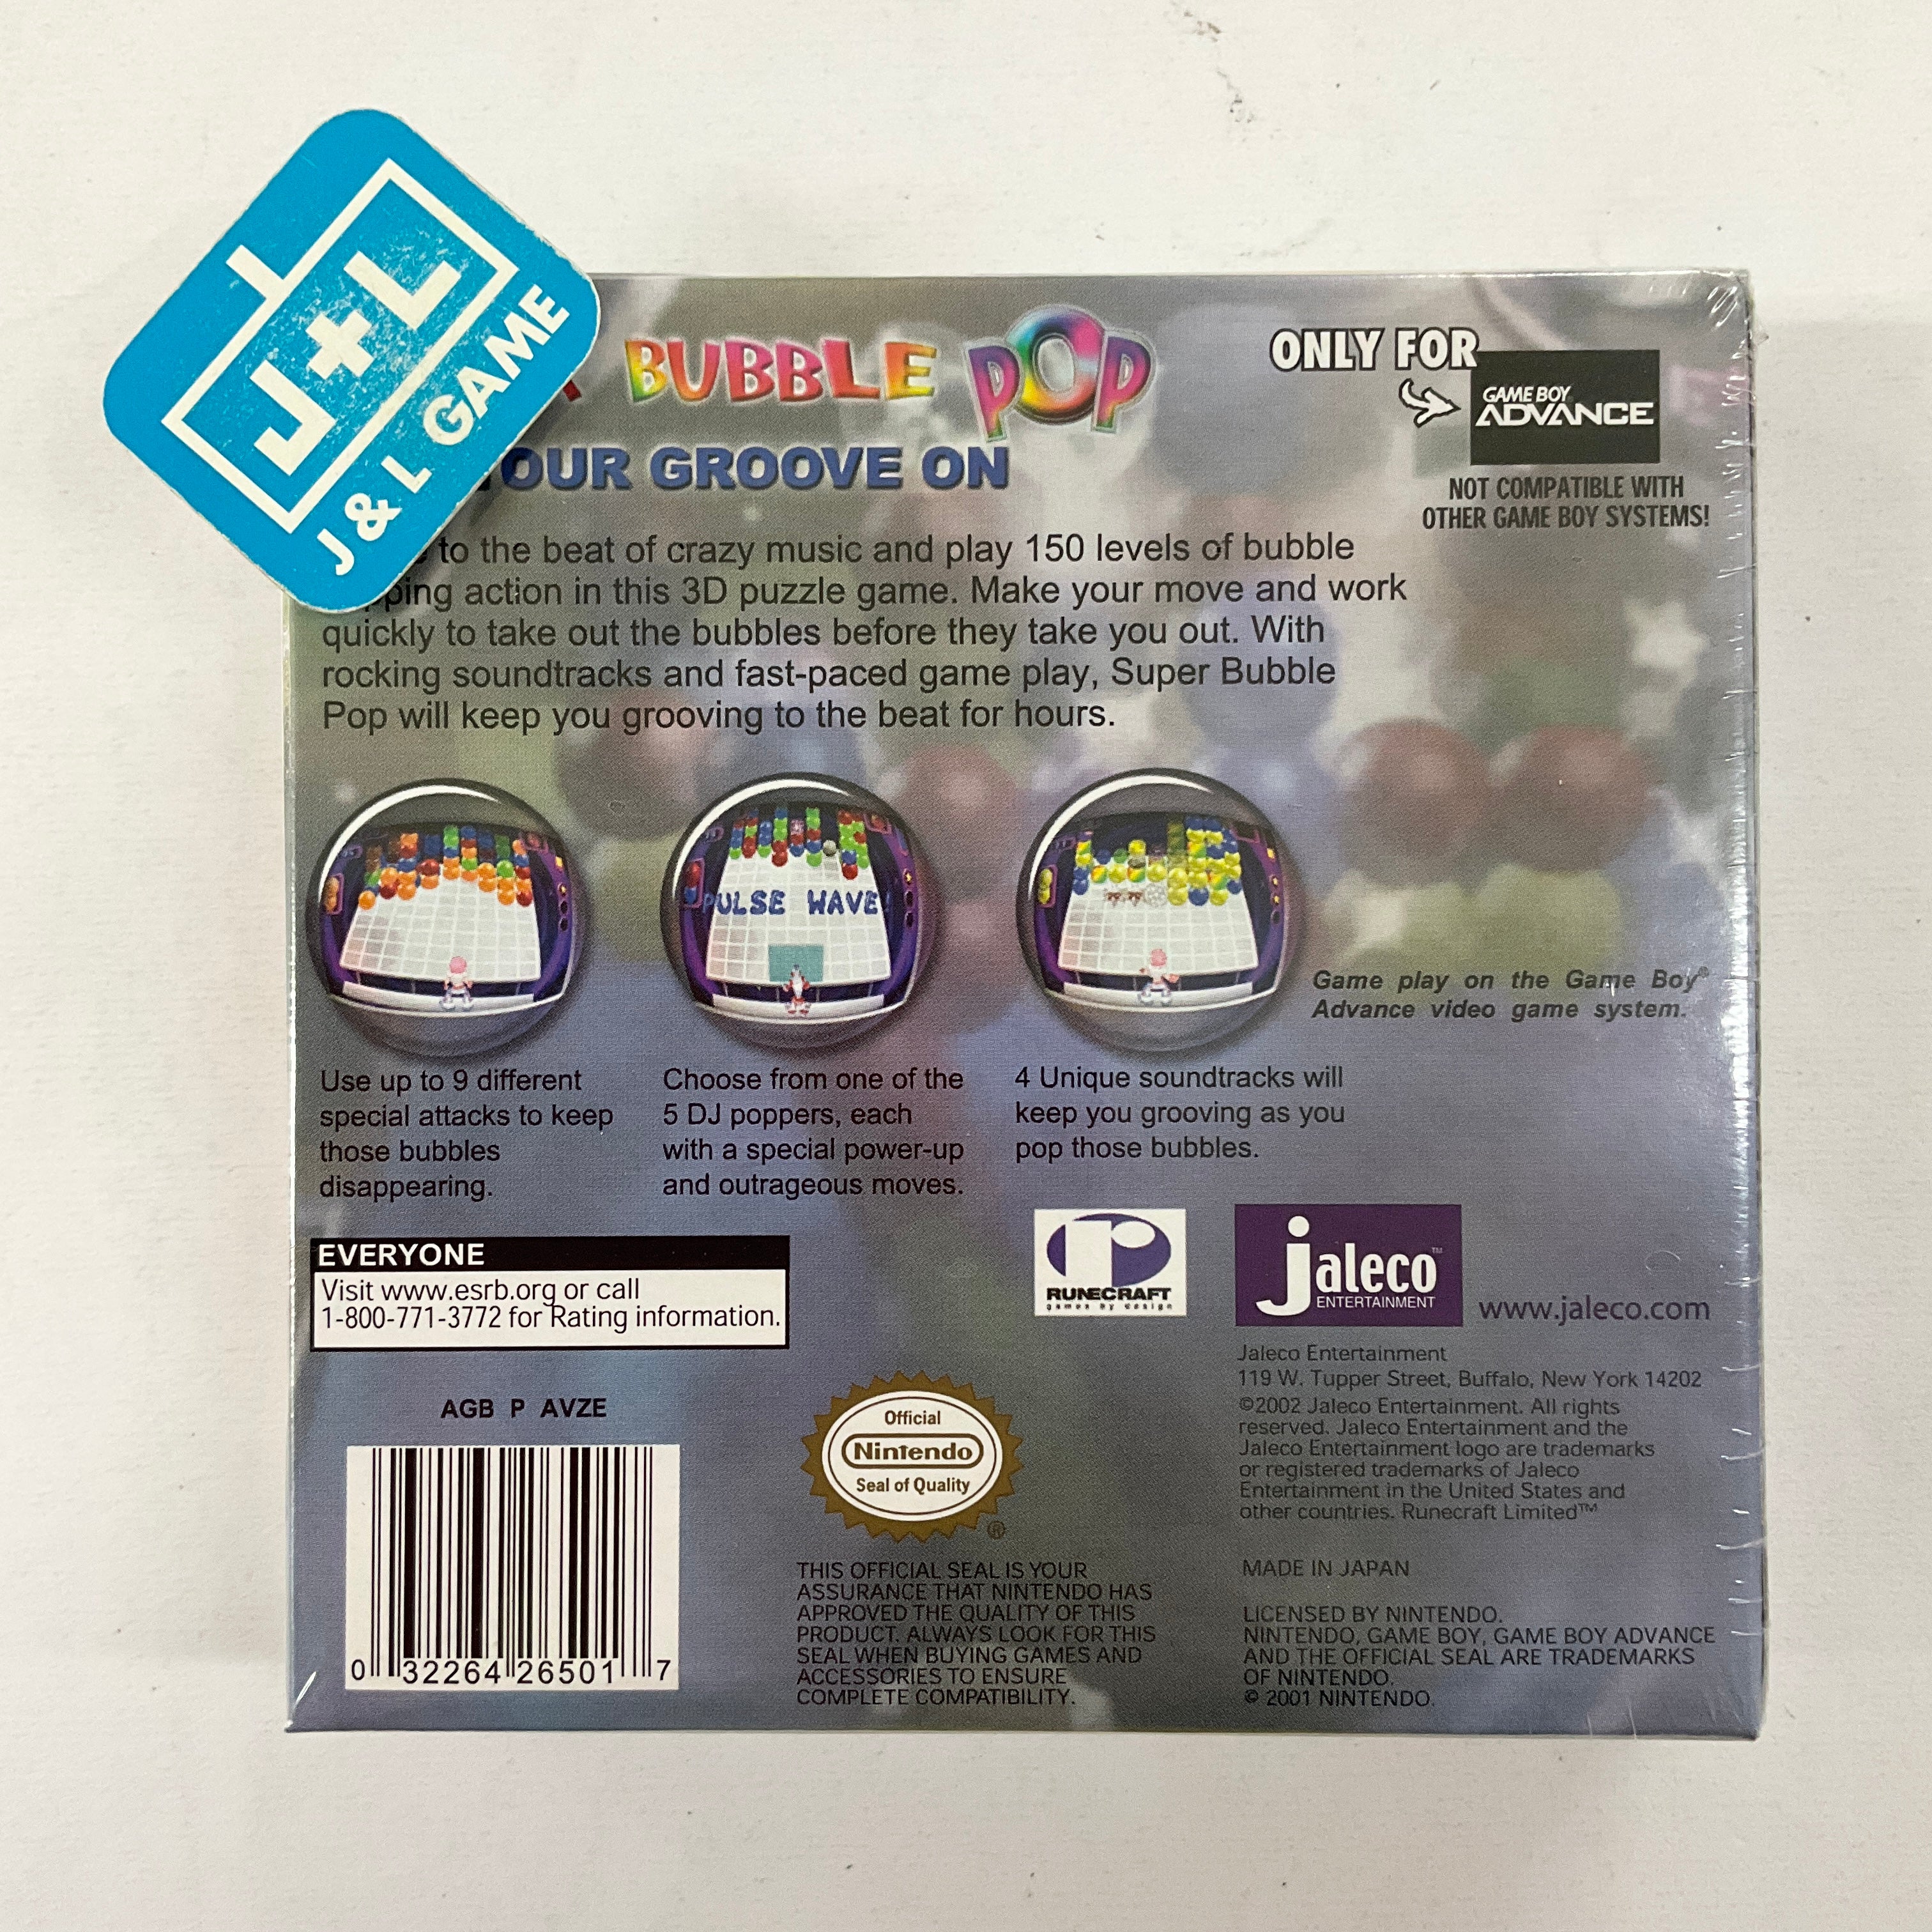 J+L
J & L GAME
BUBBLE POP
OUR GROOVE ON
ONLY FOR
GAME BOY
ADVANCE
NOT COMPATIBLE WITH
OTHER GAME BOY SYSTEMS!
to the beat of crazy music and play 150 levels of bubble
action in this 3D puzzle game. Make your move and work
quickly to take out the bubbles before they take you out. With
rocking soundtracks and fast-paced game play, Super Bubble
Pop will keep you grooving to the beat for hours.
PULSE WAVE!
Game play on the Game Boy®
Advance video game system.
Use up to 9 different
special attacks to keep
those bubbles
disappearing.
Choose from one of the
5 DJ poppers, each
with a special power-up
and outrageous moves.
4 Unique soundtracks will
keep you grooving as you
pop those bubbles.
EVERYONE
Visit www.esrb.org or call
1-800-771-3772 for Rating information.
r
RUNECRAFT
games by design
jaleco™
ENTERTAINMENT
www.jaleco.com
Jaleco Entertainment
119 W. Tupper Street, Buffalo, New York 14202
©2002 Jaleco Entertainment. All rights
reserved. Jaleco Entertainment and the
Jaleco Entertainment logo are trademarks
or registered trademarks of Jaleco
Entertainment in the United States and
other countries. Runecraft Limited™
AGB P AVZE
0 32264 26501 7
Official
Nintendo
Seal of Quality
®
THIS OFFICIAL SEAL IS YOUR
ASSURANCE THAT NINTENDO HAS
APPROVED THE QUALITY OF THIS
PRODUCT. ALWAYS LOOK FOR THIS
SEAL WHEN BUYING GAMES AND
ACCESSORIES TO ENSURE
COMPLETE COMPATIBILITY.
MADE IN JAPAN
LICENSED BY NINTENDO.
NINTENDO, GAME BOY, GAME BOY ADVANCE
AND THE OFFICIAL SEAL ARE TRADEMARKS
OF NINTENDO.
© 2001 NINTENDO.